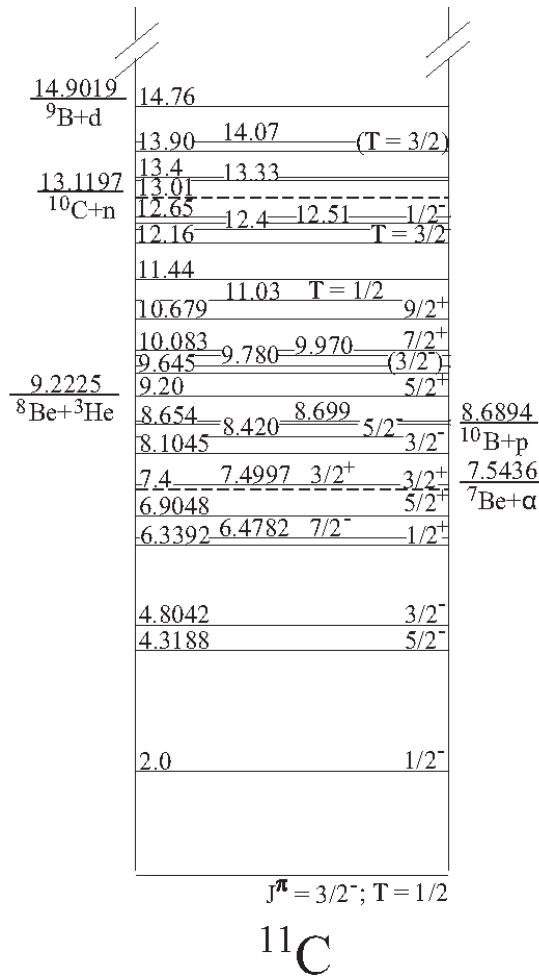 14.9019 14.76
⁹B+d
13.90 14.07 (T = 3/2)
13.4 13.33
13.1197 13.01
¹⁰C+n
12.65 12.4 12.51 1/2⁻
12.16 T = 3/2
11.44
11.03 T = 1/2
10.679 9/2⁺
10.083 9.970 7/2⁺
9.645 9.780 (3/2⁻)
9.2225 9.20 5/2⁺
⁸Be+³He
8.654 8.699 8.6894
8.420 5/2⁻ ¹⁰B+p
8.1045 3/2⁻
7.4 7.4997 3/2⁺ 3/2⁺ 7.5436
⁷Be+α
6.9048 5/2⁺
6.3392 6.4782 7/2⁻ 1/2⁺
4.8042 3/2⁻
4.3188 5/2⁻
2.0 1/2⁻
J^π = 3/2⁻; T = 1/2
¹¹C